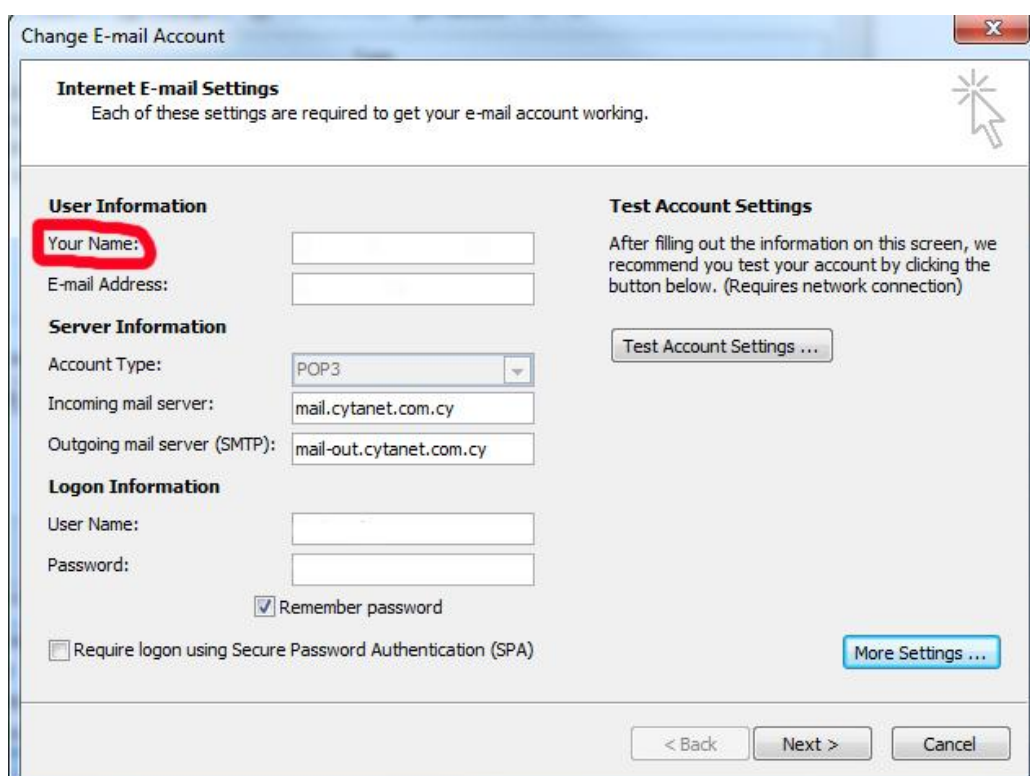 Change E-mail Account
Internet E-mail Settings
Each of these settings are required to get your e-mail account working.
User Information
Your Name:
E-mail Address:
Server Information
Account Type:
POP3
Incoming mail server:
mail.cytanet.com.cy
Outgoing mail server (SMTP):
mail-out.cytanet.com.cy
Logon Information
User Name:
Password:
Remember password
Require logon using Secure Password Authentication (SPA)
Test Account Settings
After filling out the information on this screen, we
recommend you test your account by clicking the
button below. (Requires network connection)
Test Account Settings ...
More Settings ...
< Back
Next >
Cancel